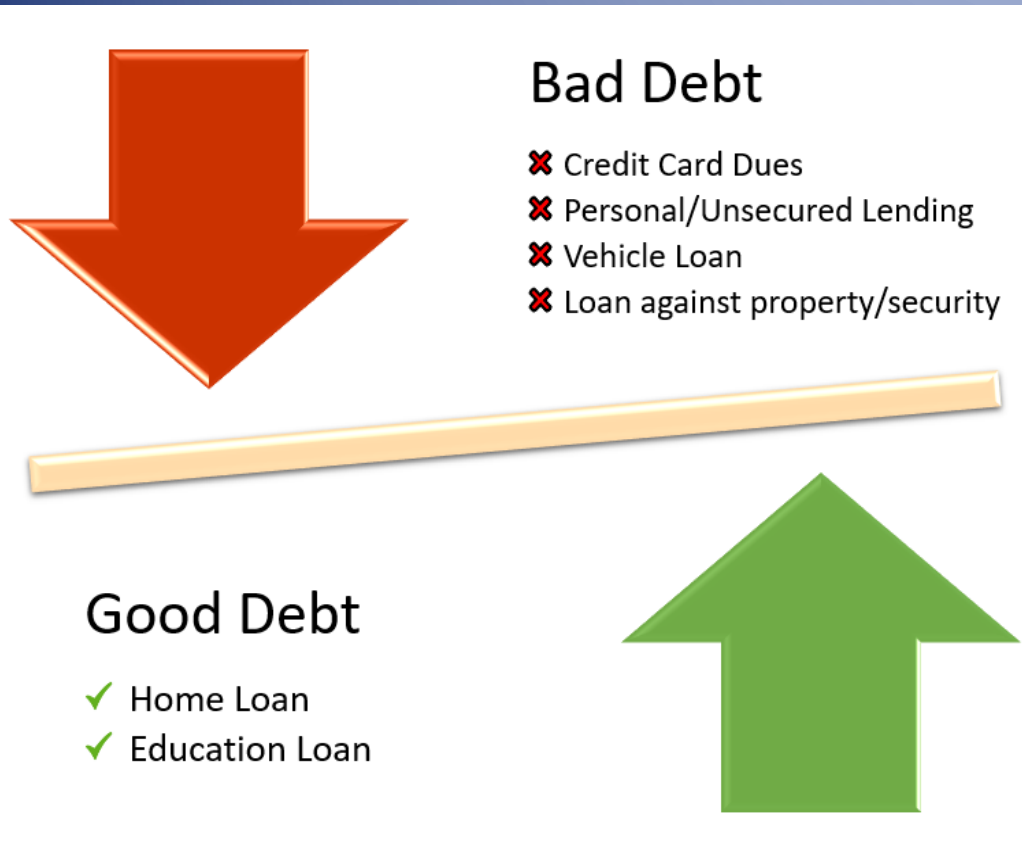 Bad Debt
Credit Card Dues
Personal/Unsecured Lending
Vehicle Loan
Loan against property/security
Good Debt
Home Loan
Education Loan